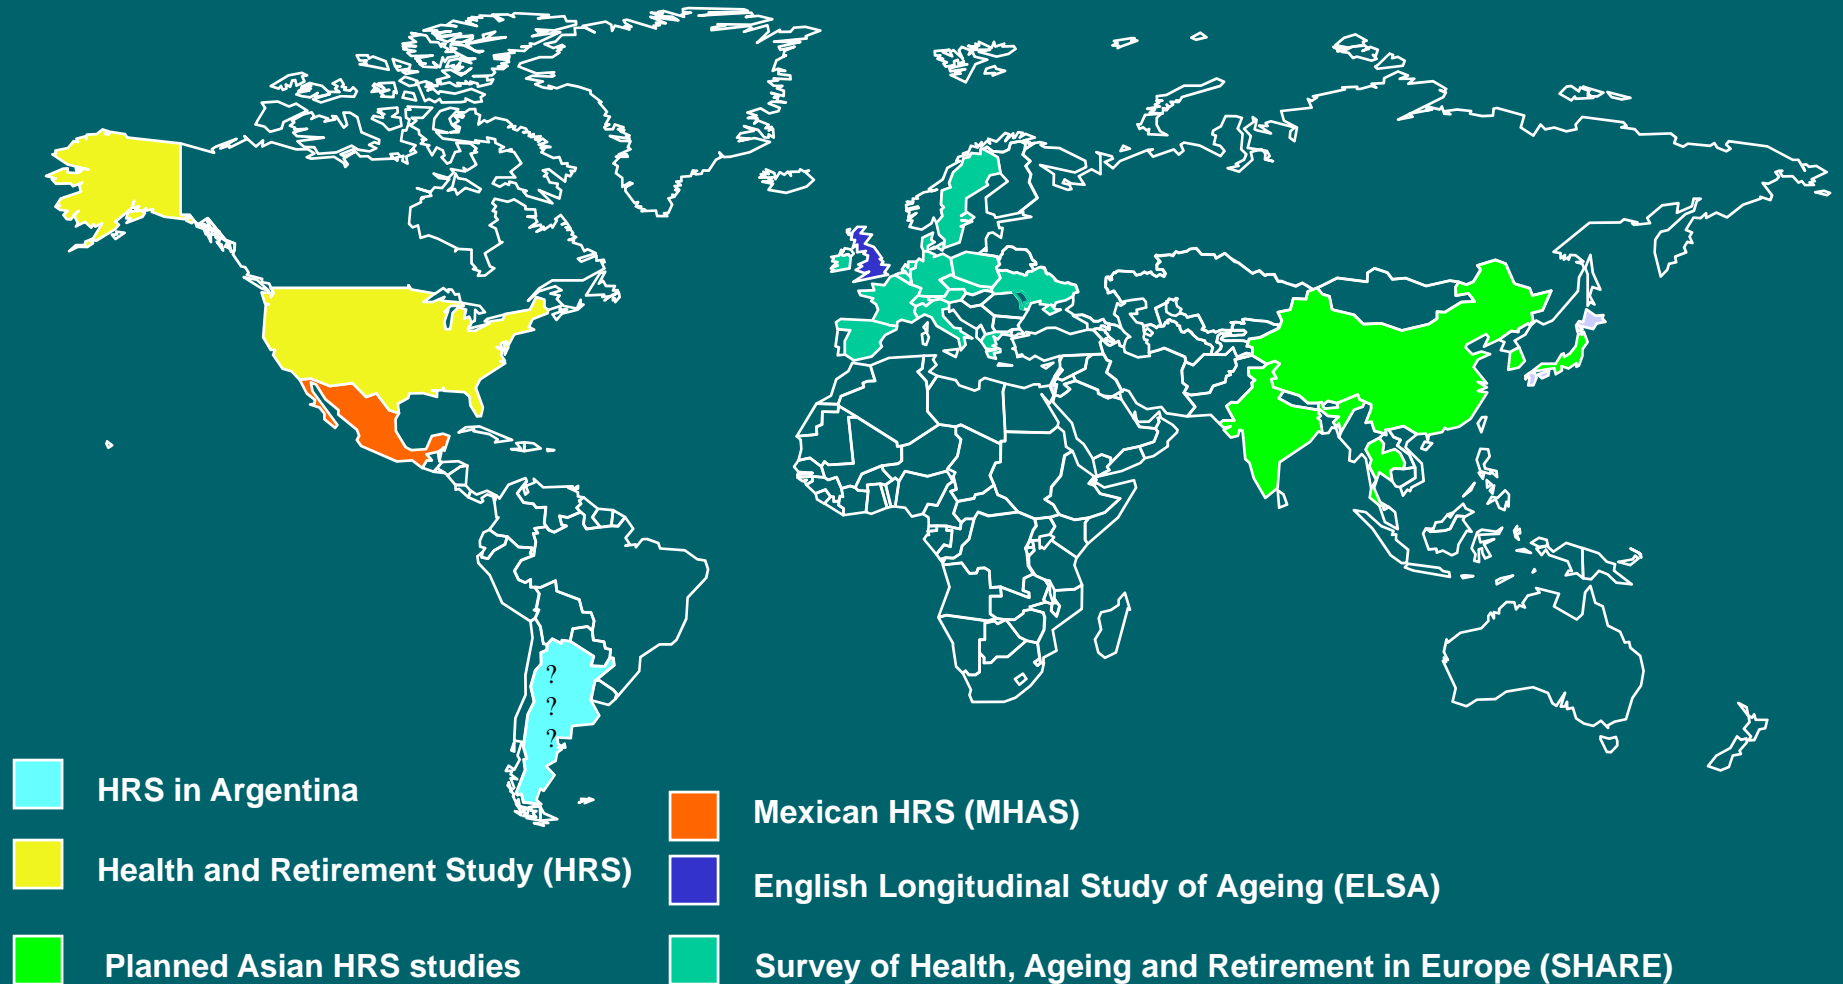 ?
?
?
HRS in Argentina
Health and Retirement Study (HRS)
Planned Asian HRS studies
Mexican HRS (MHAS)
English Longitudinal Study of Ageing (ELSA)
Survey of Health, Ageing and Retirement in Europe (SHARE)